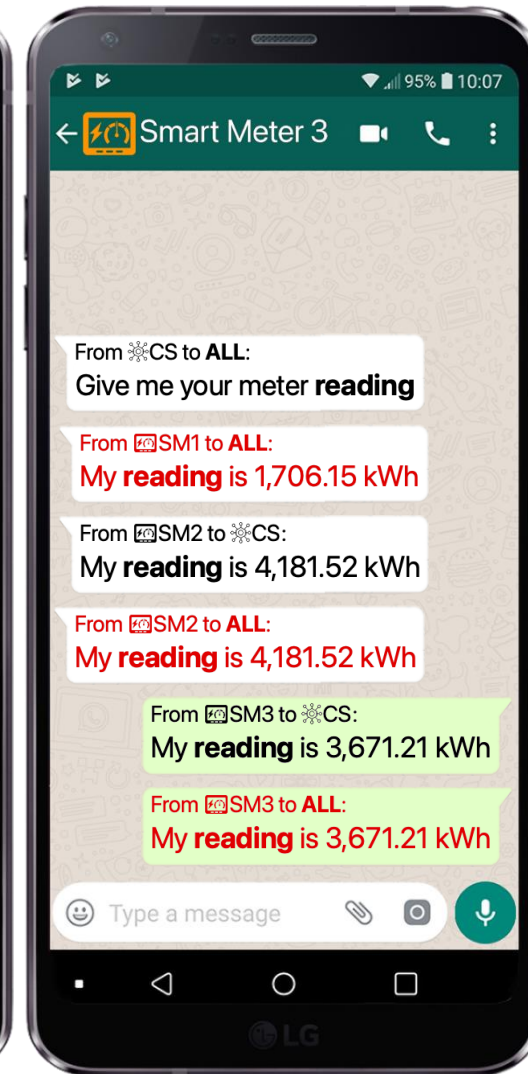 95% 10:07
Smart Meter 3
From CS to ALL:
Give me your meter reading
From SM1 to ALL:
My reading is 1,706.15 kWh
From SM2 to CS:
My reading is 4,181.52 kWh
From SM2 to ALL:
My reading is 4,181.52 kWh
From SM3 to CS:
My reading is 3,671.21 kWh
From SM3 to ALL:
My reading is 3,671.21 kWh
Type a message
LG